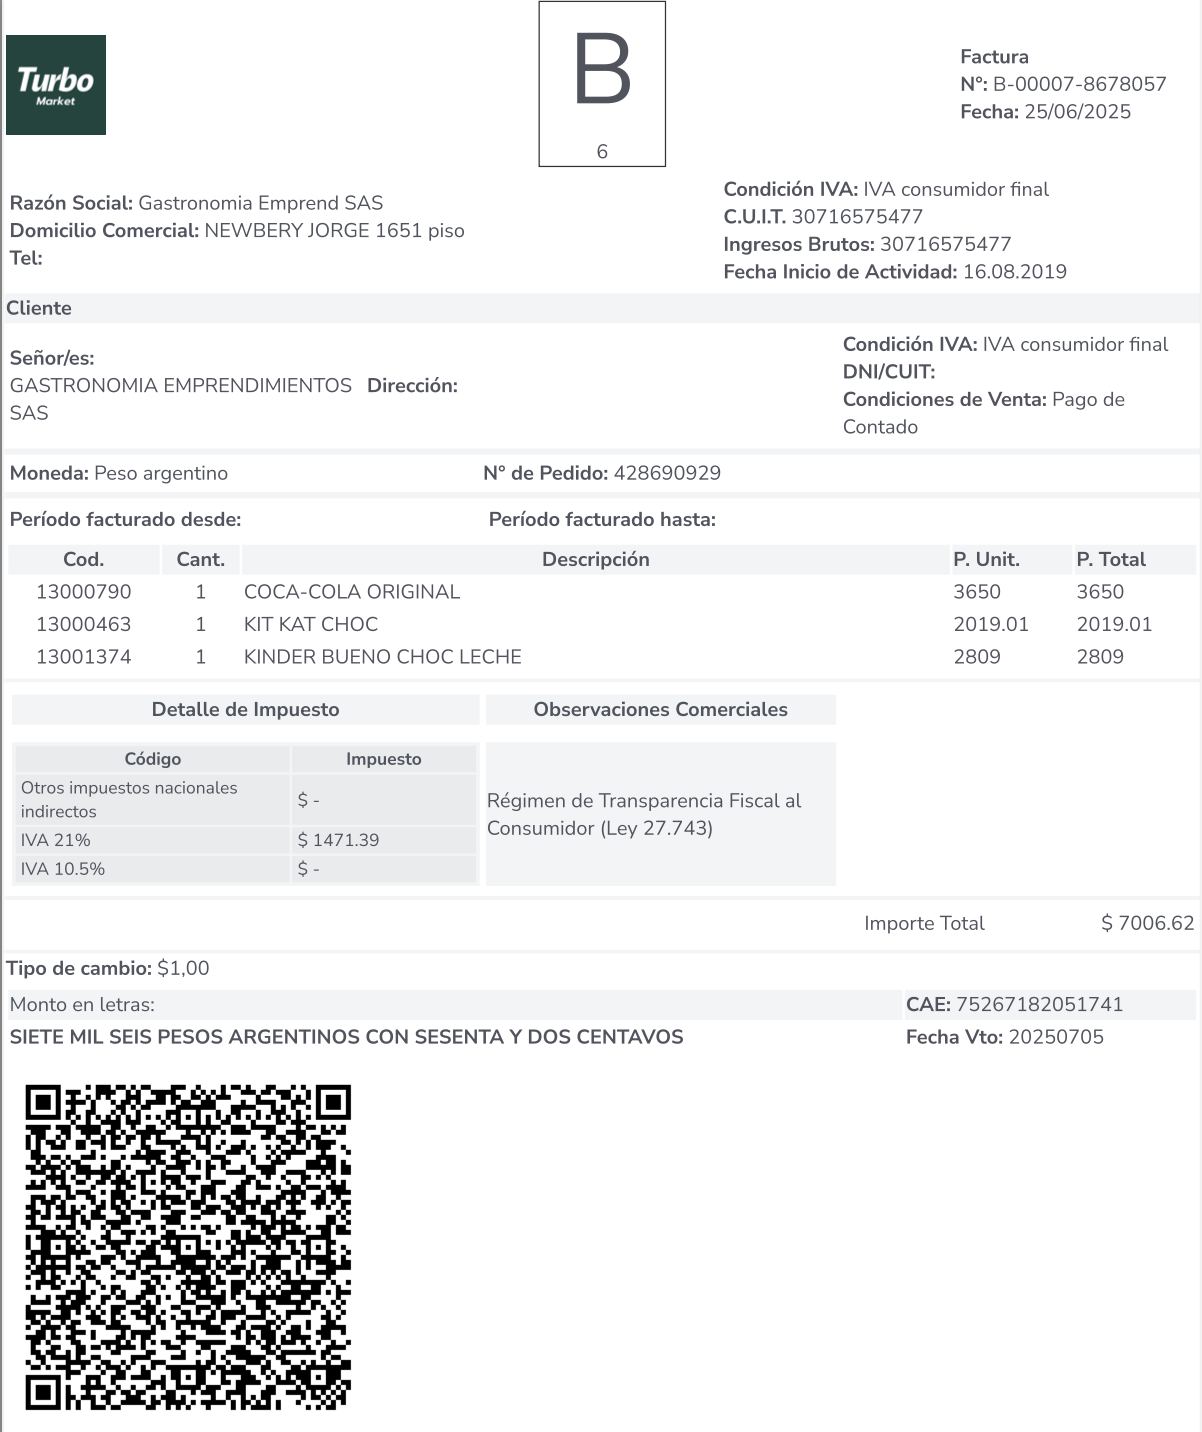 Turbo
Market
B
6
Factura
N°: B-00007-8678057
Fecha: 25/06/2025
Razón Social: Gastronomia Emprend SAS
Domicilio Comercial: NEWBERY JORGE 1651 piso
Tel:
Condición IVA: IVA consumidor final
C.U.I.T. 30716575477
Ingresos Brutos: 30716575477
Fecha Inicio de Actividad: 16.08.2019
Cliente
Señor/es:
GASTRONOMIA EMPRENDIMIENTOS Dirección:
SAS
Condición IVA: IVA consumidor final
DNI/CUIT:
Condiciones de Venta: Pago de
Contado
Moneda: Peso argentino N° de Pedido: 428690929
Período facturado desde: Período facturado hasta:
Cod. Cant. Descripción P. Unit. P. Total
13000790 1 COCA-COLA ORIGINAL 3650 3650
13000463 1 KIT KAT CHOC 2019.01 2019.01
13001374 1 KINDER BUENO CHOC LECHE 2809 2809
Detalle de Impuesto Observaciones Comerciales
Código Impuesto
Otros impuestos nacionales
indirectos $ -
IVA 21% $ 1471.39
IVA 10.5% $ -
Régimen de Transparencia Fiscal al
Consumidor (Ley 27.743)
Importe Total $ 7006.62
Tipo de cambio: $1,00
Monto en letras: CAE: 75267182051741
SIETE MIL SEIS PESOS ARGENTINOS CON SESENTA Y DOS CENTAVOS Fecha Vto: 20250705